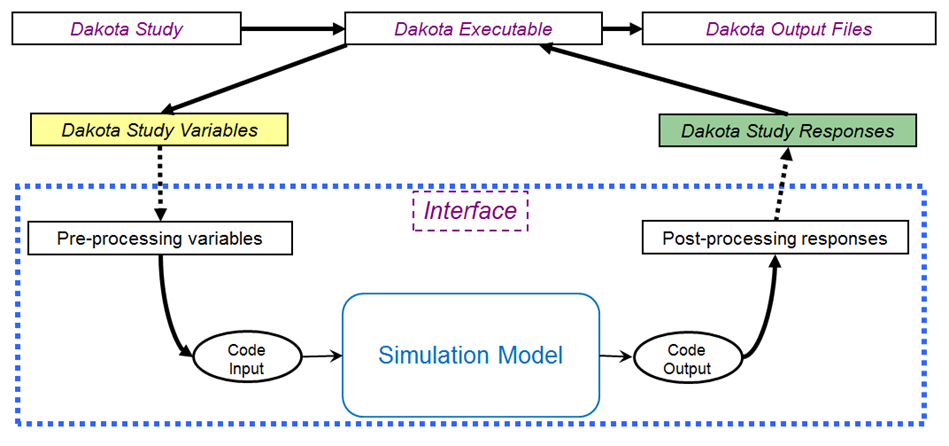 Dakota Study
Dakota Executable
Dakota Output Files
Dakota Study Variables
Dakota Study Responses
Interface
Pre-processing variables
Post-processing responses
Code
Input
Simulation Model
Code
Output